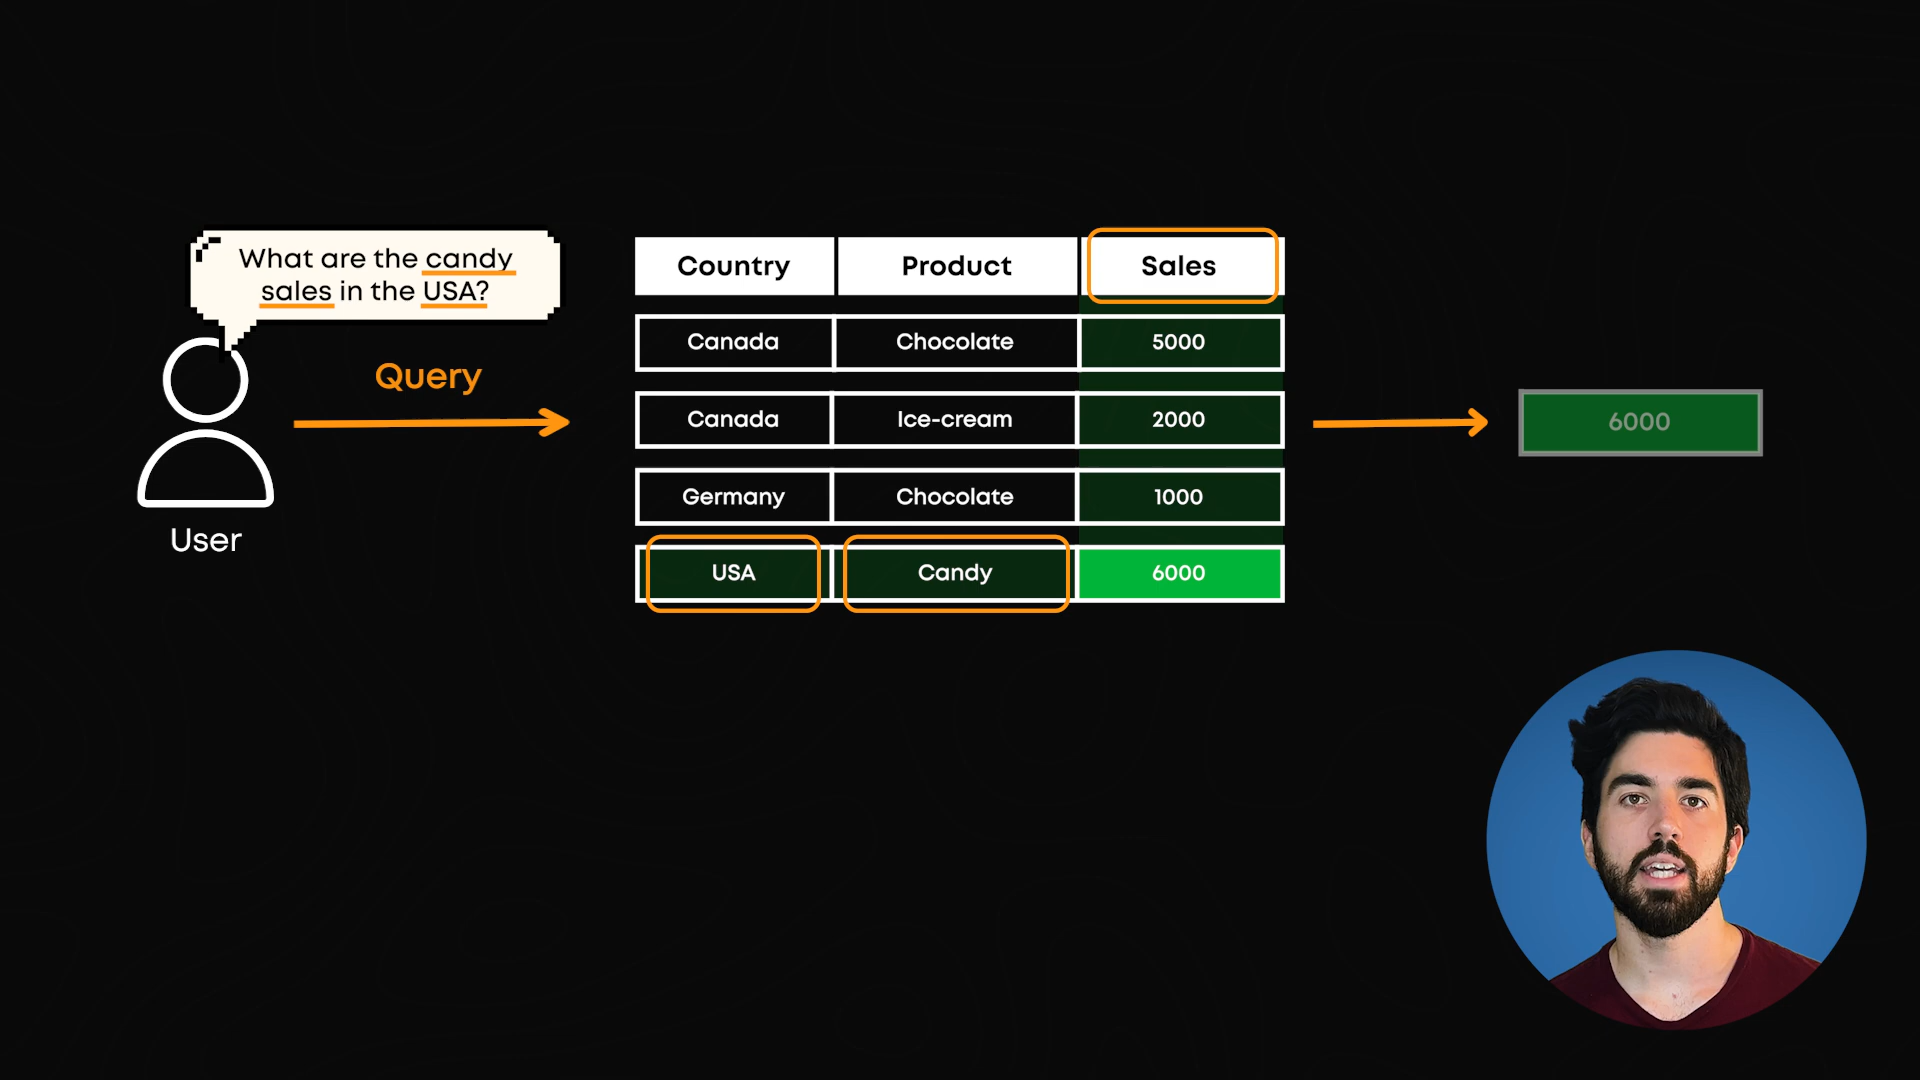 What are the candy
sales in the USA?
Query
User
Country Product Sales
Canada Chocolate 5000
Canada Ice-cream 2000
Germany Chocolate 1000
USA Candy 6000
6000